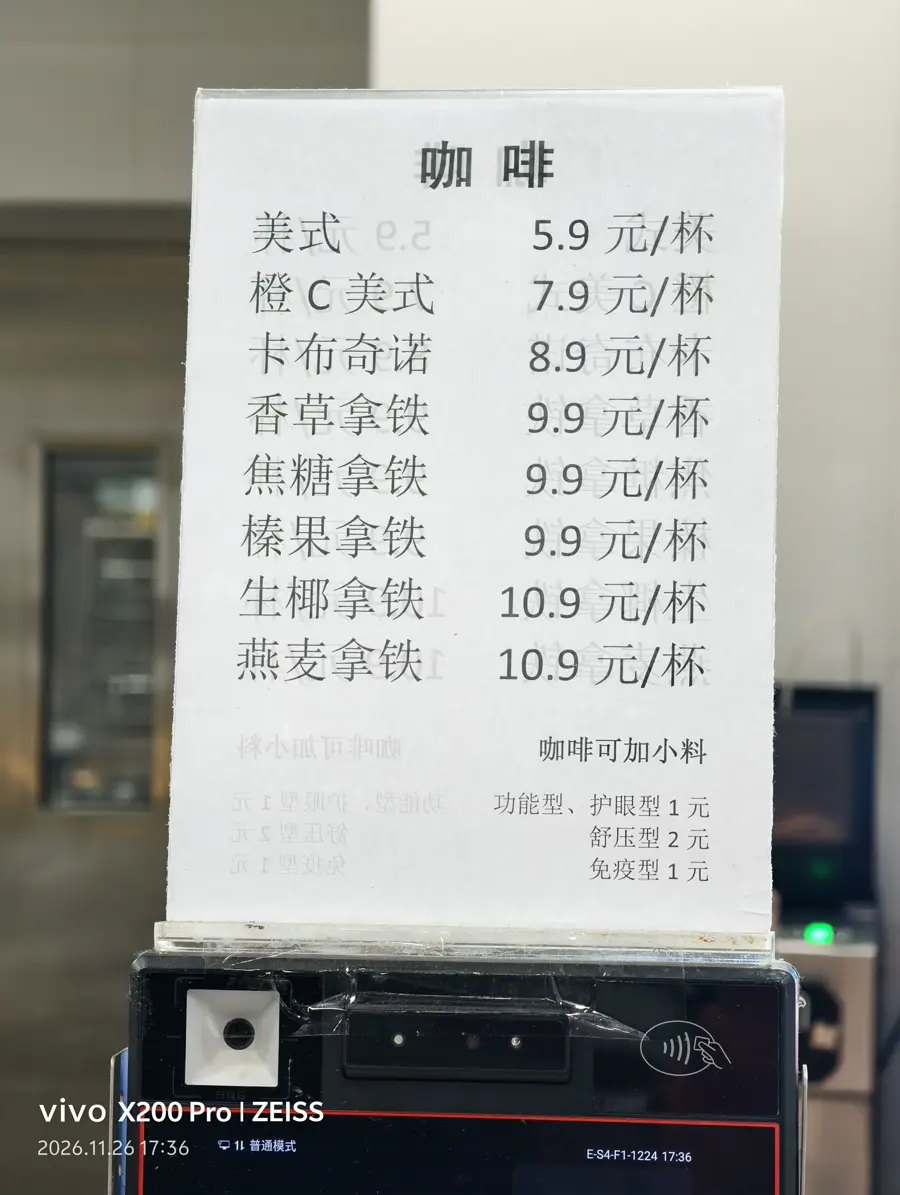 咖啡
美式 5.9 元/杯
橙 C 美式 7.9 元/杯
卡布奇诺 8.9 元/杯
香草拿铁 9.9 元/杯
焦糖拿铁 9.9 元/杯
榛果拿铁 9.9 元/杯
生椰拿铁 10.9 元/杯
燕麦拿铁 10.9 元/杯
咖啡可加小料
功能型、护眼型 1 元
舒压型 2 元
免疫型 1 元
vivo X200 Pro | ZEISS
2026.11.26 17:36
普通模式
E-S4-F1-1224 17:36